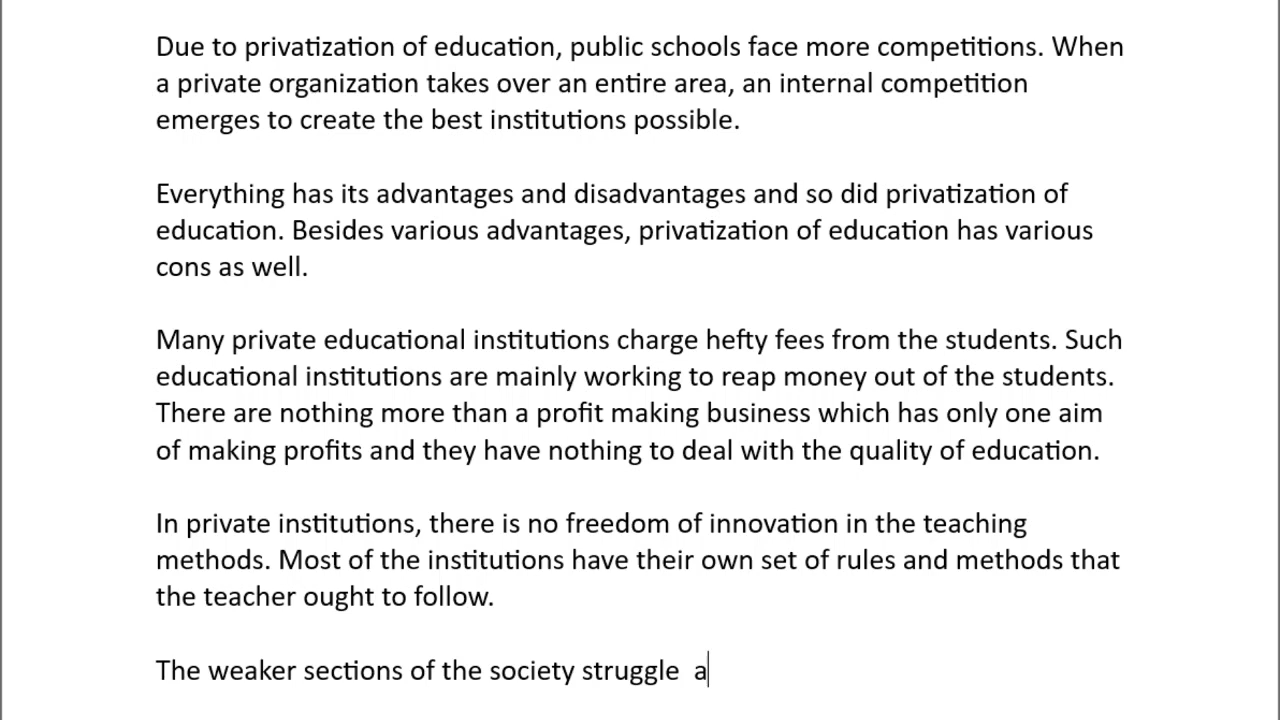 Due to privatization of education, public schools face more competitions. When
a private organization takes over an entire area, an internal competition
emerges to create the best institutions possible.
Everything has its advantages and disadvantages and so did privatization of
education. Besides various advantages, privatization of education has various
cons as well.
Many private educational institutions charge hefty fees from the students. Such
educational institutions are mainly working to reap money out of the students.
There are nothing more than a profit making business which has only one aim
of making profits and they have nothing to deal with the quality of education.
In private institutions, there is no freedom of innovation in the teaching
methods. Most of the institutions have their own set of rules and methods that
the teacher ought to follow.
The weaker sections of the society struggle  a